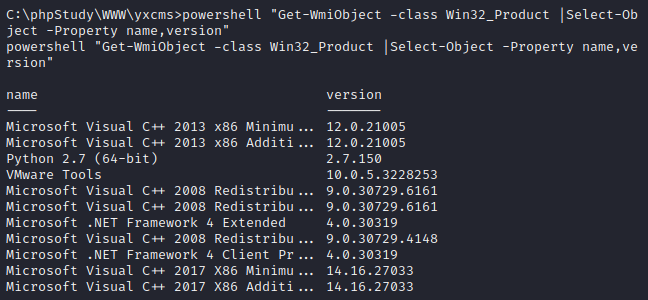 C:\phpStudy\WWW\yxcms>powershell "Get-WmiObject -class Win32_Product |Select-Ob
ject -Property name,version"
powershell "Get-WmiObject -class Win32_Product |Select-Object -Property name,ve
rsion"
name version
---- -------
Microsoft Visual C++ 2013 x86 Minimu... 12.0.21005
Microsoft Visual C++ 2013 x86 Additi... 12.0.21005
Python 2.7 (64-bit) 2.7.150
VMware Tools 10.0.5.3228253
Microsoft Visual C++ 2008 Redistribu... 9.0.30729.6161
Microsoft Visual C++ 2008 Redistribu... 9.0.30729.6161
Microsoft .NET Framework 4 Extended 4.0.30319
Microsoft Visual C++ 2008 Redistribu... 9.0.30729.4148
Microsoft .NET Framework 4 Client Pr... 4.0.30319
Microsoft Visual C++ 2017 X86 Minimu... 14.16.27033
Microsoft Visual C++ 2017 X86 Additi... 14.16.27033